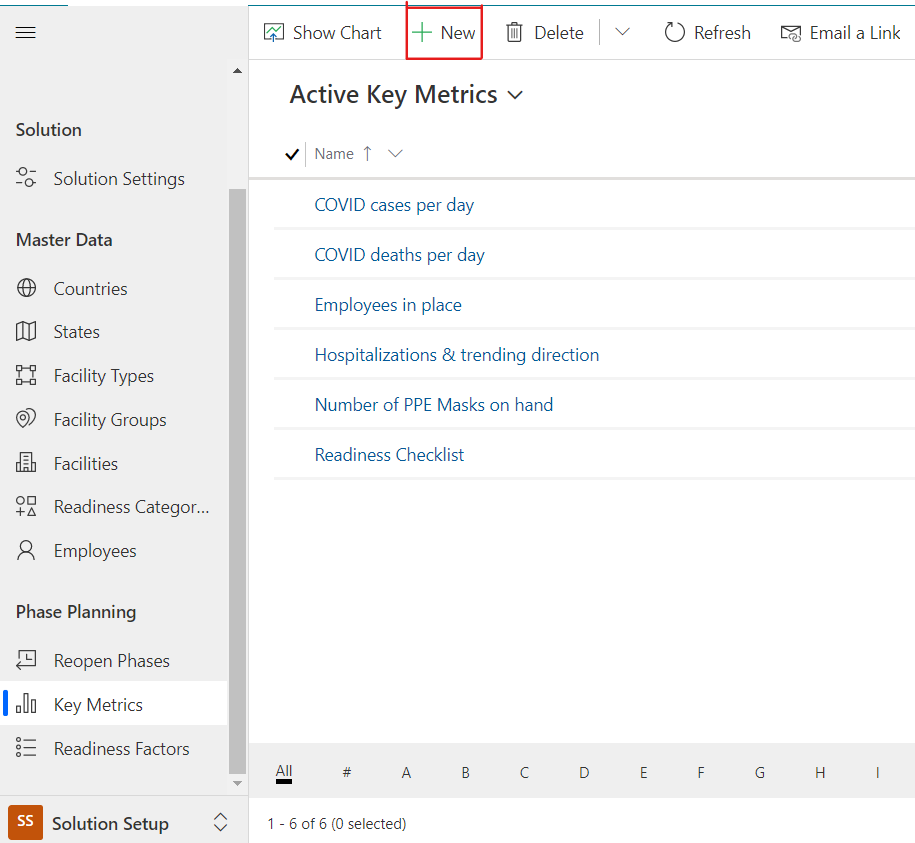 Show Chart New Delete Refresh Email a Link
Active Key Metrics
Name
COVID cases per day
COVID deaths per day
Employees in place
Hospitalizations & trending direction
Number of PPE Masks on hand
Readiness Checklist
All # A B C D E F G H I
1 - 6 of 6 (0 selected)
Solution
Solution Settings
Master Data
Countries
States
Facility Types
Facility Groups
Facilities
Readiness Categor...
Employees
Phase Planning
Reopen Phases
Key Metrics
Readiness Factors
SS Solution Setup